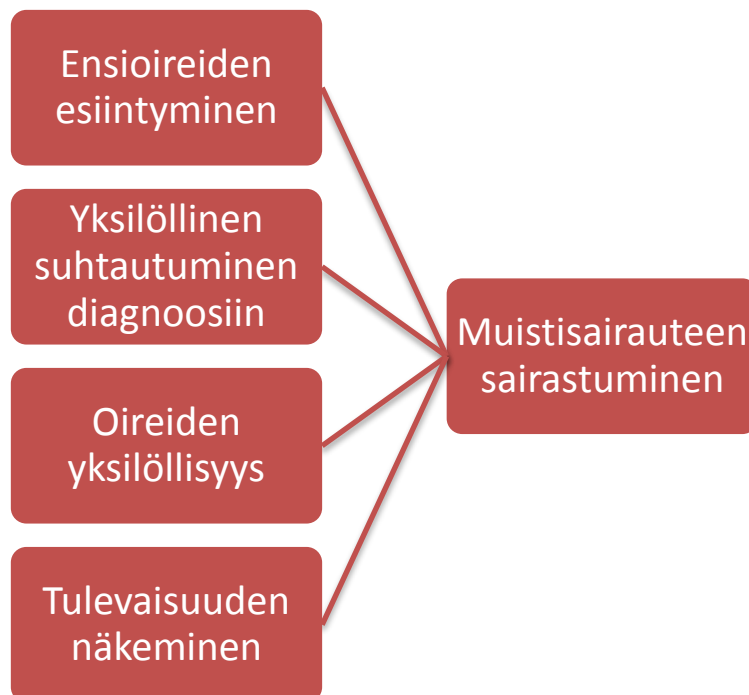 Ensioireiden
esiintyminen
Yksilöllinen
suhtautuminen
diagnoosiin
Oireiden
yksilöllisyys
Tulevaisuuden
näkeminen
Muistisairauteen
sairastuminen